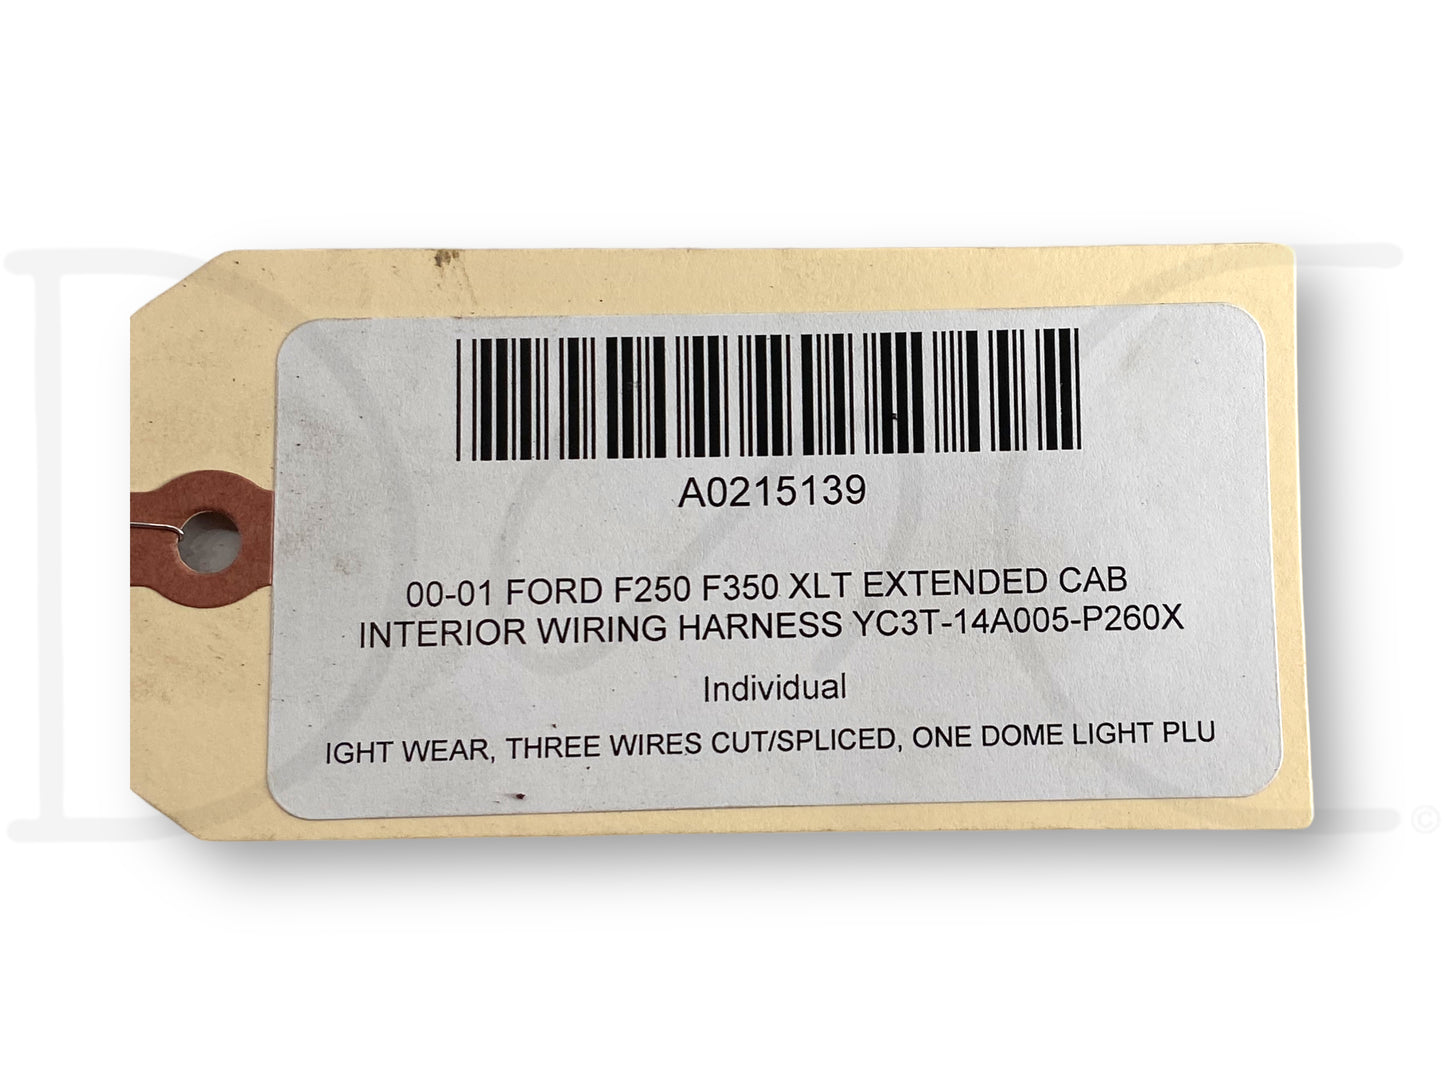 A0215139
00-01 FORD F250 F350 XLT EXTENDED CAB
INTERIOR WIRING HARNESS YC3T-14A005-P260X
Individual
IGHT WEAR, THREE WIRES CUT/SPLICED, ONE DOME LIGHT PLU
©